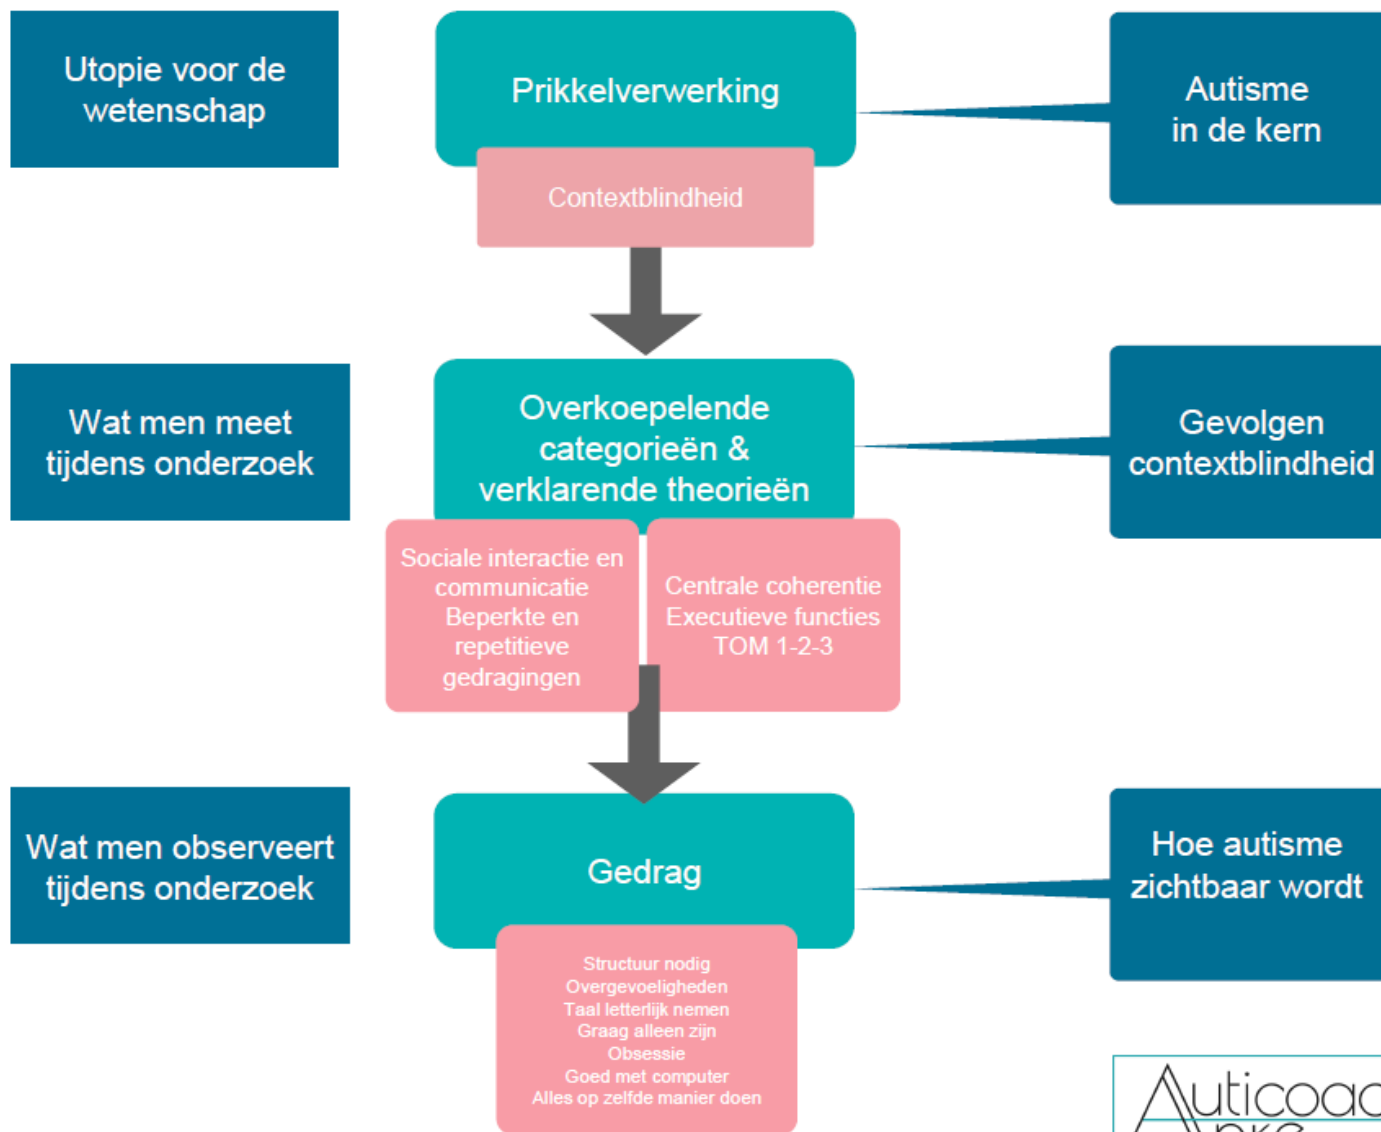 Utopie voor de
wetenschap
Prikkelverwerking
Contextblindheid
Autisme
in de kern
Wat men meet
tijdens onderzoek
Overkoepelende
categorieën &
verklarende theorieën
Sociale interactie en
communicatie
Beperkte en
repetitieve
gedragingen
Centrale coherentie
Executieve functies
TOM 1-2-3
Gevolgen
contextblindheid
Wat men observeert
tijdens onderzoek
Gedrag
Structuur nodig
Overgevoeligheden
Taal letterlijk nemen
Graag alleen zijn
Obsessie
Goed met computer
Alles op zelfde manier doen
Hoe autisme
zichtbaar wordt